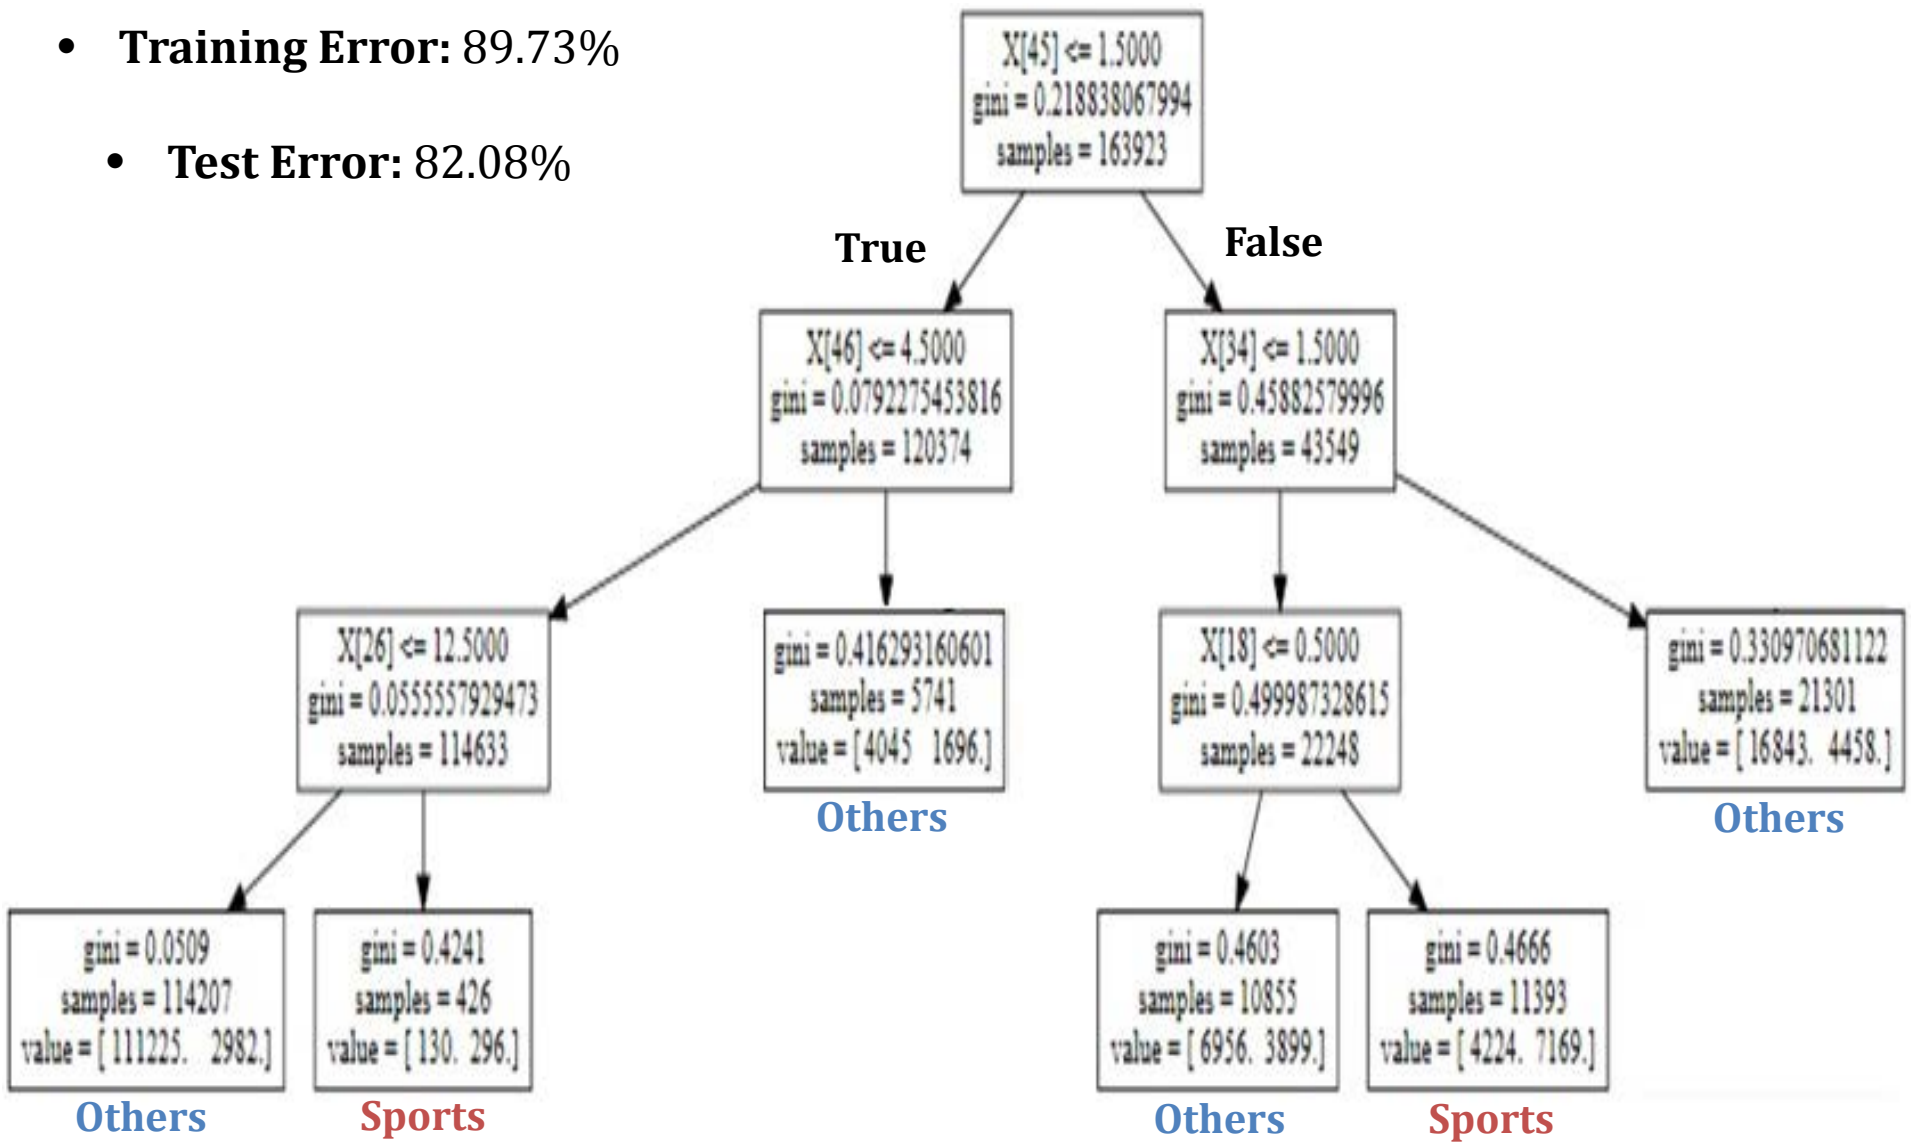 • Training Error: 89.73%
• Test Error: 82.08%
X[45] <= 1.5000
gini = 0.218838067994
samples = 163923
True
False
X[46] <= 4.5000
gini = 0.0792275453816
samples = 120374
X[34] <= 1.5000
gini = 0.45882579996
samples = 43549
X[26] <= 12.5000
gini = 0.0555557929473
samples = 114633
gini = 0.416293160601
samples = 5741
value = [ 4045 1696.]
Others
X[18] <= 0.5000
gini = 0.499987328615
samples = 22248
gini = 0.330970681122
samples = 21301
value = [ 16843. 4458.]
Others
gini = 0.0509
samples = 114207
value = [ 111225. 2982.]
Others
gini = 0.4241
samples = 426
value = [ 130. 296.]
Sports
gini = 0.4603
samples = 10855
value = [ 6956. 3899.]
Others
gini = 0.4666
samples = 11393
value = [ 4224. 7169.]
Sports